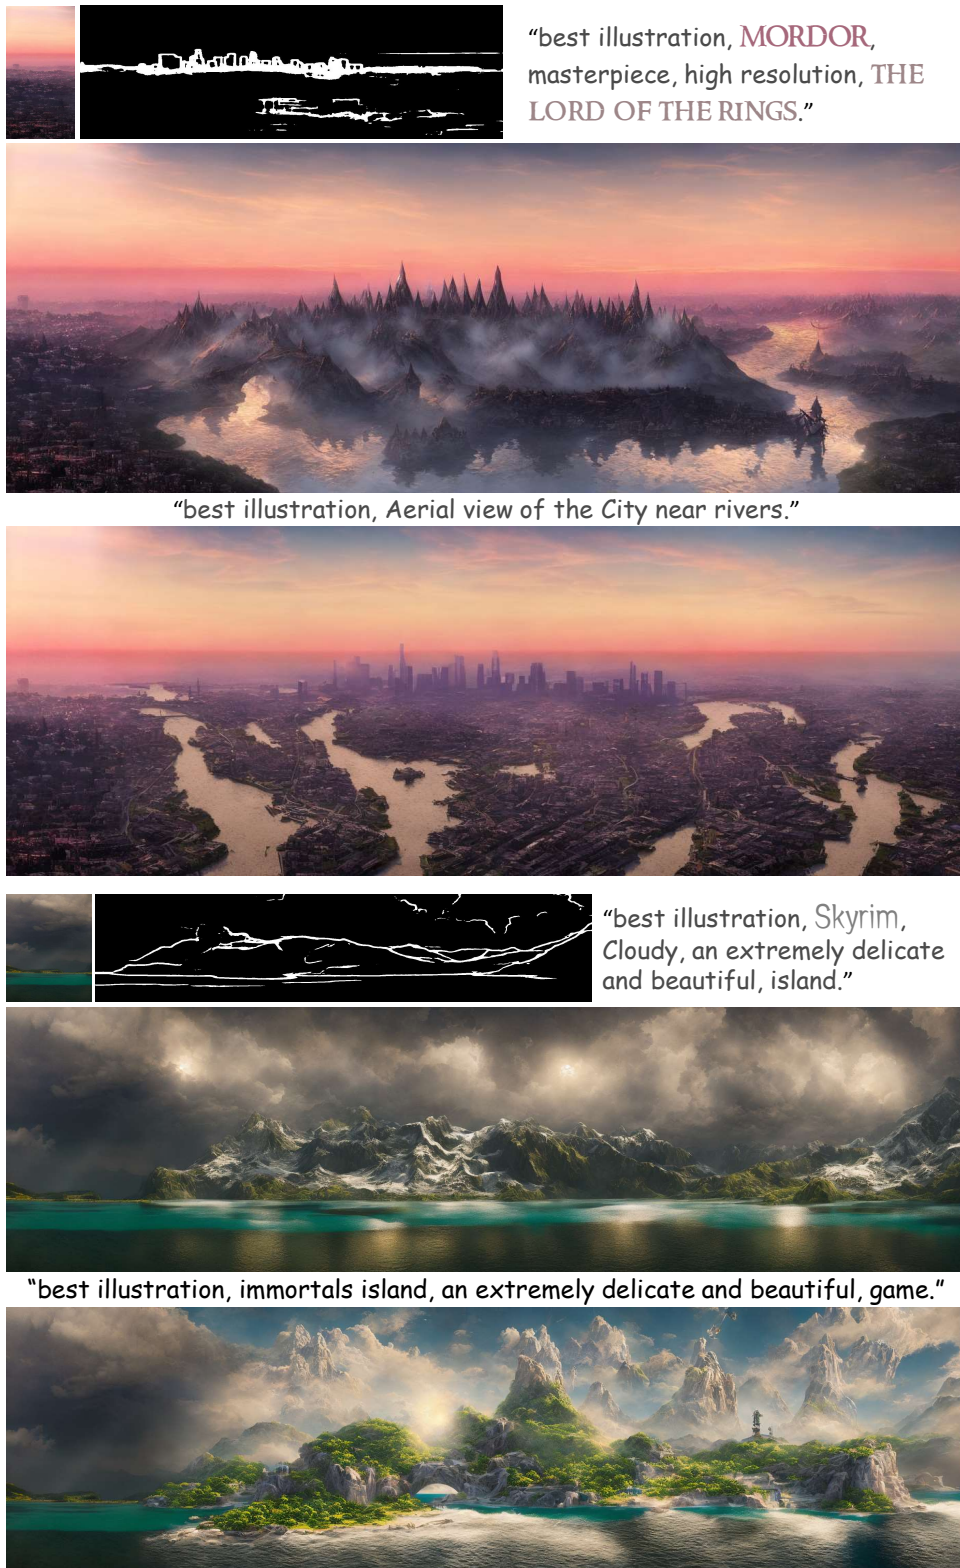 “best illustration, MORDOR,
masterpiece, high resolution, THE
LORD OF THE RINGS.”
“best illustration, Aerial view of the City near rivers.”
“best illustration, Skyrim,
Cloudy, an extremely delicate
and beautiful, island.”
“best illustration, immortals island, an extremely delicate and beautiful, game.”